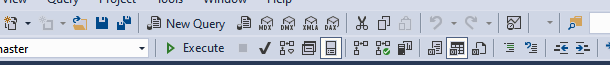 View Query Project Tools Window Help
New Query MDX DMX XMLA DAX
master Execute